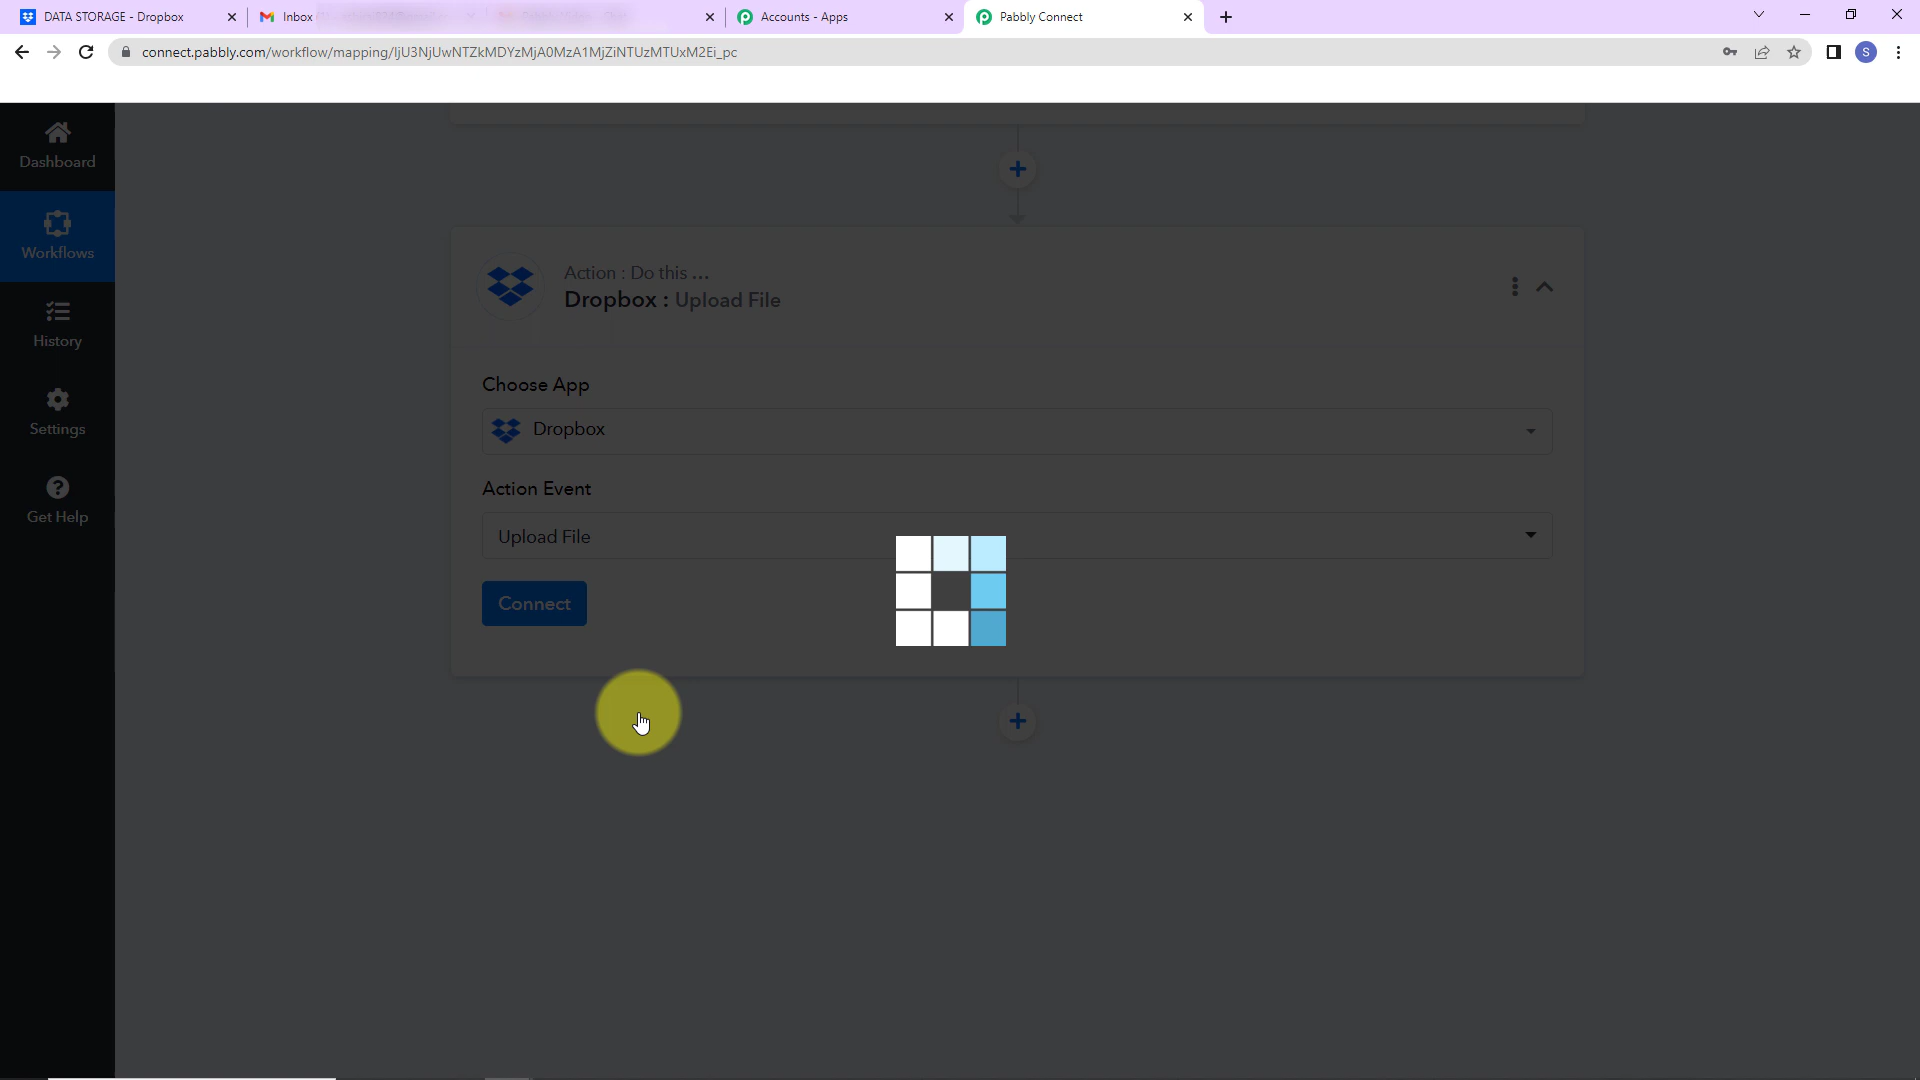 DATA STORAGE - Dropbox
Inbox
Accounts - Apps
Pabbly Connect
connect.pabbly.com/workflow/mapping/IjU3NjUwNTZkMDYzMjA0MzA1MjZiNTUzMTUxM2Ei_pc
S
Dashboard
Workflows
History
Settings
Get Help
Action : Do this ...
Dropbox : Upload File
Choose App
Dropbox
Action Event
Upload File
Connect